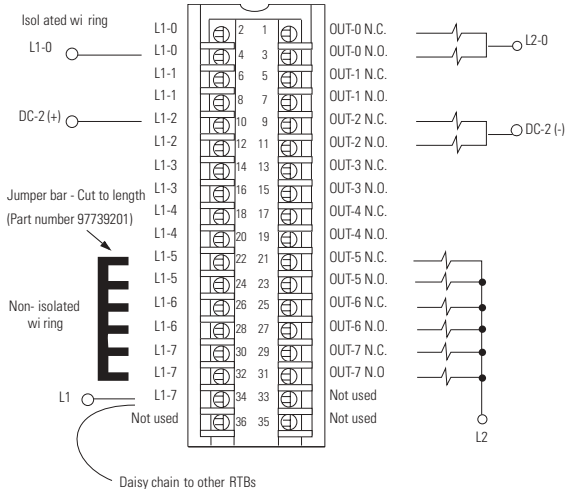 Isolated wiring
L1-0 2 1 OUT-0 N.C.
L1-0 L1-0 4 3 OUT-0 N.O. L2-0
L1-1 6 5 OUT-1 N.C.
L1-1 8 7 OUT-1 N.O.
DC-2 (+) L1-2 10 9 OUT-2 N.C. DC-2 (-)
L1-2 12 11 OUT-2 N.O.
L1-3 14 13 OUT-3 N.C.
L1-3 16 15 OUT-3 N.O.
Jumper bar - Cut to length
(Part number 97739201)
L1-4 18 17 OUT-4 N.C.
L1-4 20 19 OUT-4 N.O.
L1-5 22 21 OUT-5 N.C.
L1-5 24 23 OUT-5 N.O.
Non-isolated
wiring
L1-6 26 25 OUT-6 N.C.
L1-6 28 27 OUT-6 N.O.
L1-7 30 29 OUT-7 N.C.
L1-7 32 31 OUT-7 N.O
L1 L1-7 34 33 Not used
Not used 36 35 Not used
L2
Daisy chain to other RTBs